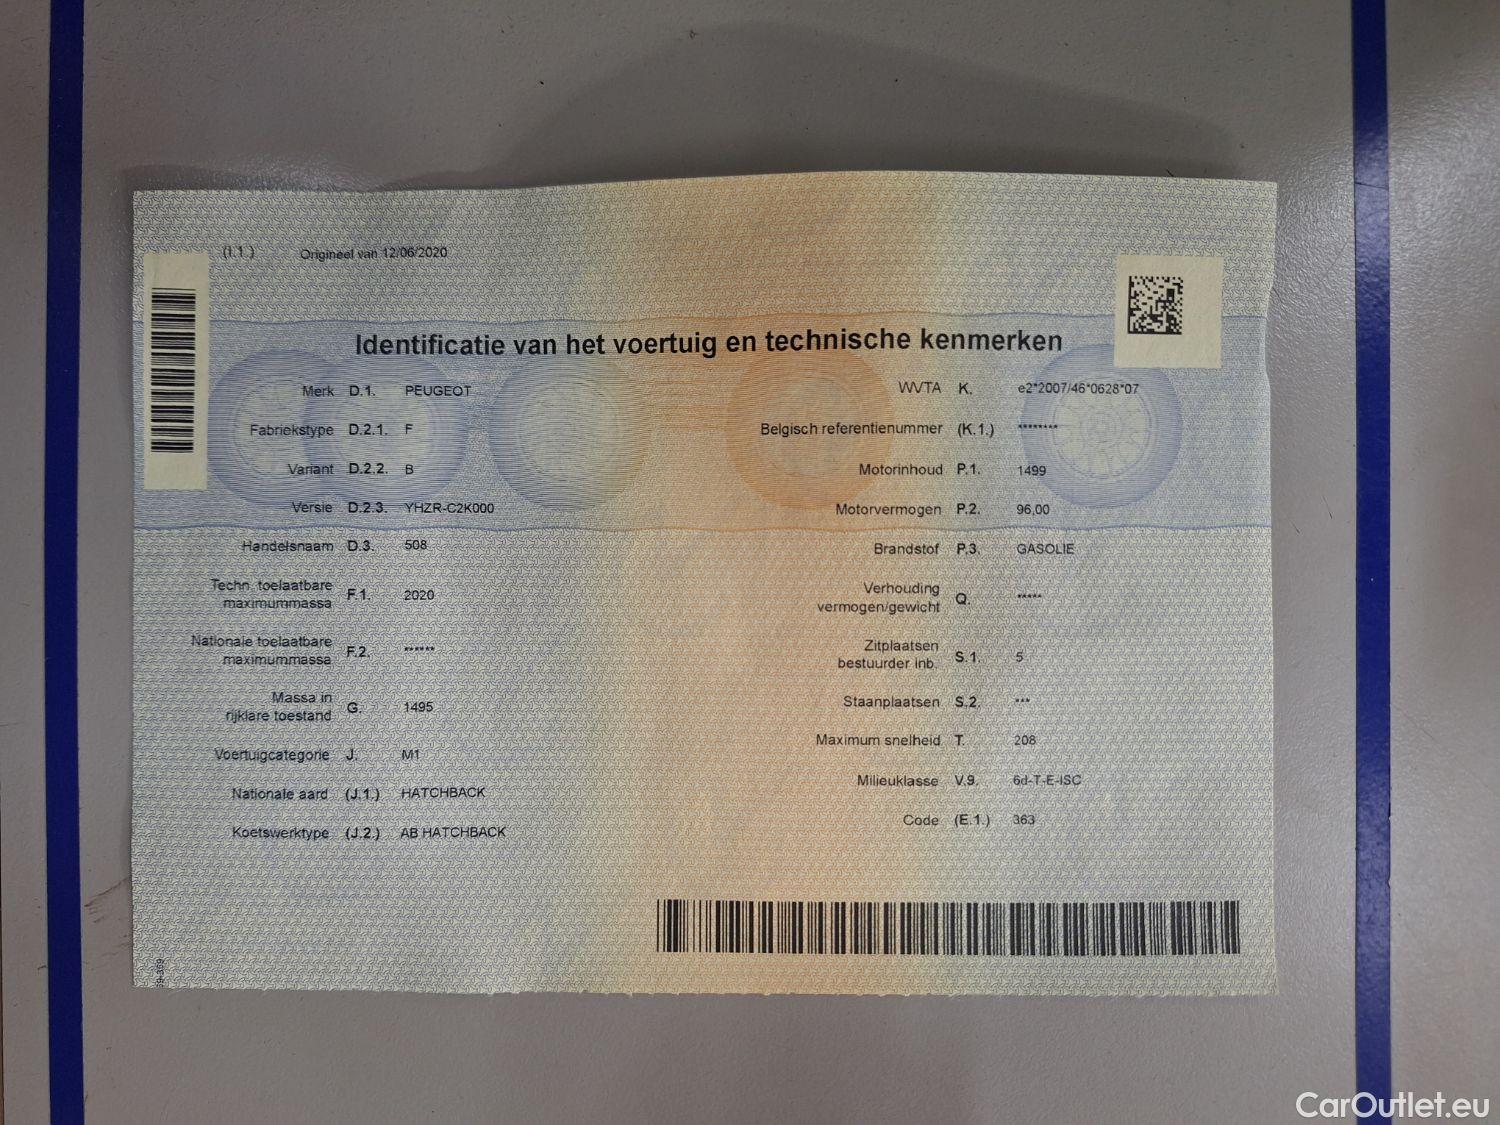 (I.1.) Origineel van 12/06/2020
Identificatie van het voertuig en technische kenmerken
Merk D.1. PEUGEOT
Fabriekstype D.2.1. F
Variant D.2.2. B
Versie D.2.3. YHZR-C2K000
Handelsnaam D.3. 508
Techn. toelaatbare
maximummassa F.1. 2020
Nationale toelaatbare
maximummassa F.2. ******
Massa in
rijklare toestand G. 1495
Voertuigcategorie J. M1
Nationale aard (J.1.) HATCHBACK
Koetswerktype (J.2.) AB HATCHBACK
WVTA K. e2*2007/46*0628*07
Belgisch referentienummer (K.1.) ********
Motorinhoud P.1. 1499
Motorvermogen P.2. 96,00
Brandstof P.3. GASOLIE
Verhouding
vermogen/gewicht Q. *****
Zitplaatsen
bestuurder inb. S.1. 5
Staanplaatsen S.2. ***
Maximum snelheid T. 208
Milieuklasse V.9. 6d-T-E-ISC
Code (E.1.) 363
CarOutlet.eu